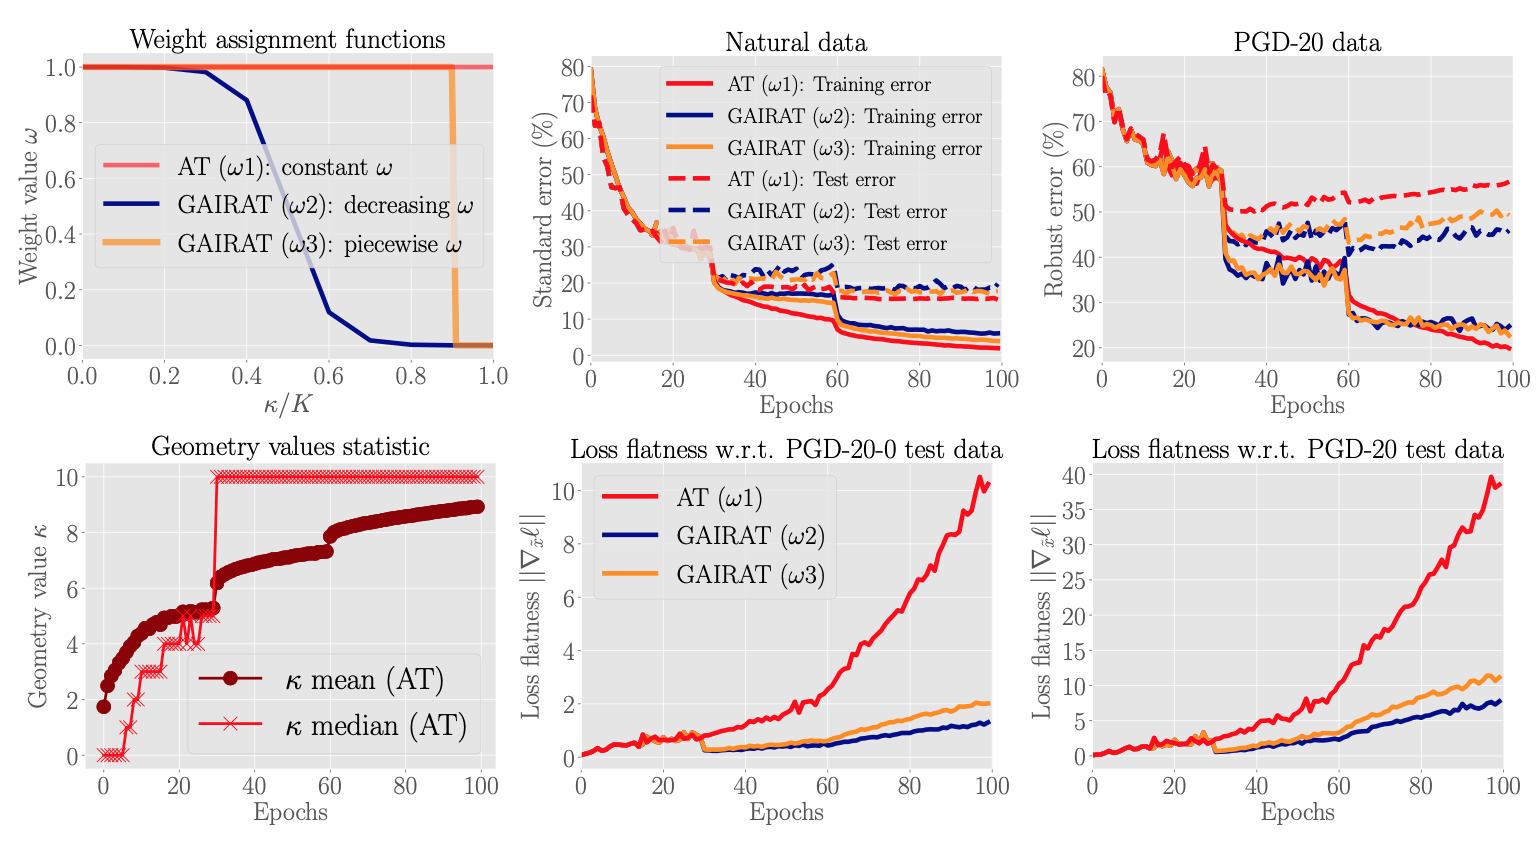 Weight assignment functions
1.0
0.8
0.6
0.4
0.2
0.0
Weight value ω
AT (ω1): constant ω
GAIRAT (ω2): decreasing ω
GAIRAT (ω3): piecewise ω
0.0 0.2 0.4 0.6 0.8 1.0
κ/K
Natural data
80
70
60
50
40
30
20
10
0
Standard error (%)
AT (ω1): Training error
GAIRAT (ω2): Training error
GAIRAT (ω3): Training error
AT (ω1): Test error
GAIRAT (ω2): Test error
GAIRAT (ω3): Test error
0 20 40 60 80 100
Epochs
PGD-20 data
80
70
60
50
40
30
20
Robust error (%)
0 20 40 60 80 100
Epochs
Geometry values statistic
10
8
6
4
2
0
Geometry value κ
κ mean (AT)
κ median (AT)
0 20 40 60 80 100
Epochs
Loss flatness w.r.t. PGD-20-0 test data
10
8
6
4
2
0
Loss flatness ||∇x̃ℓ||
AT (ω1)
GAIRAT (ω2)
GAIRAT (ω3)
0 20 40 60 80 100
Epochs
Loss flatness w.r.t. PGD-20 test data
40
35
30
25
20
15
10
5
0
Loss flatness ||∇x̃ℓ||
0 20 40 60 80 100
Epochs